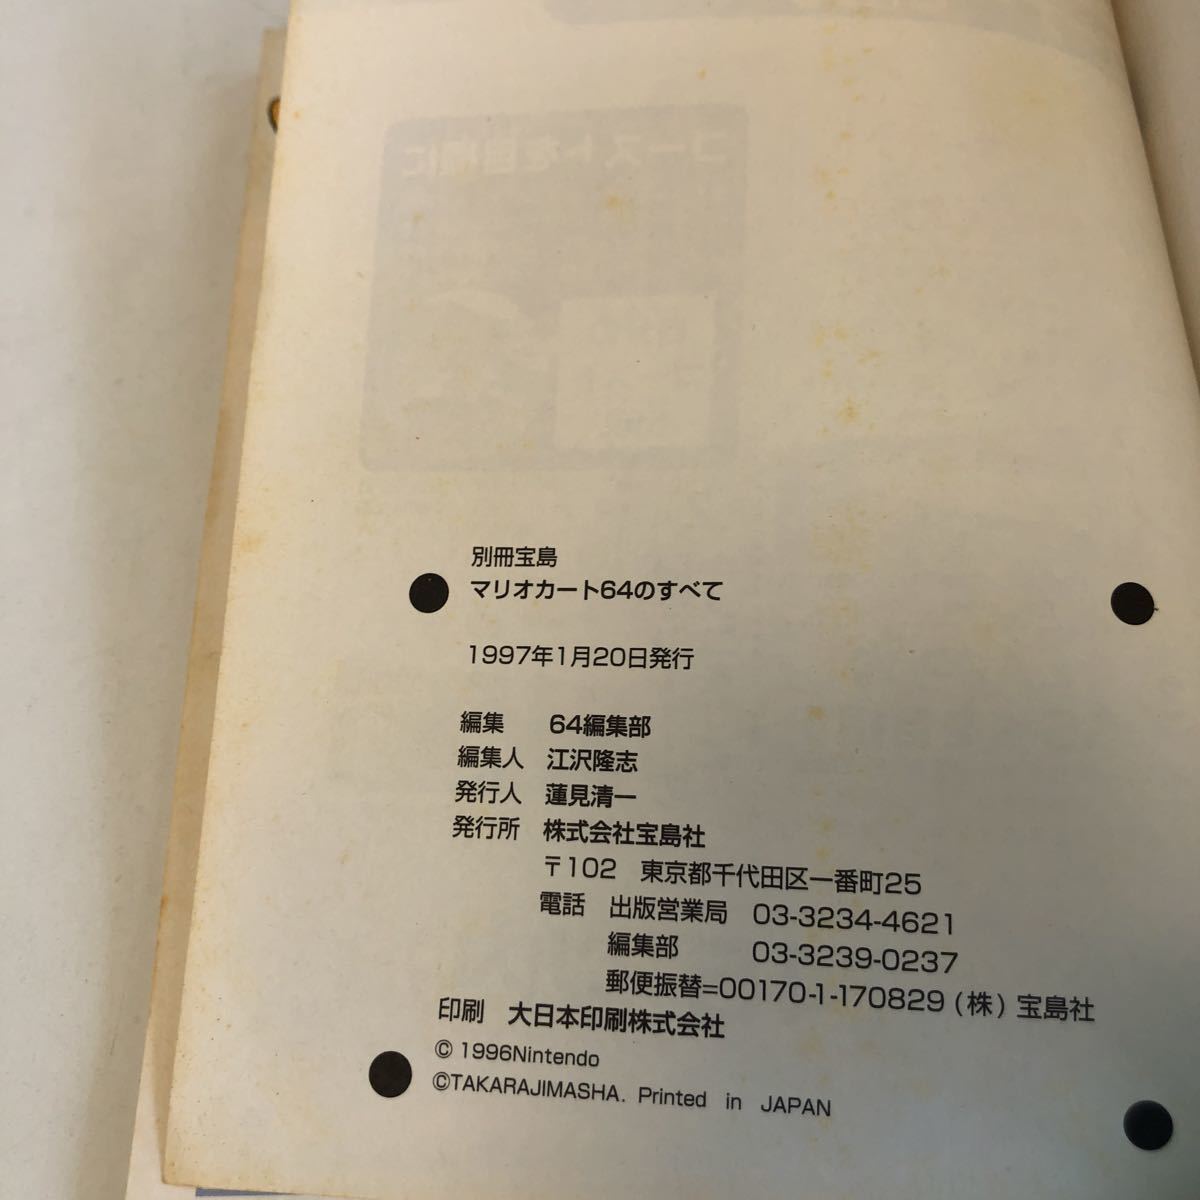 別冊宝島
マリオカート64のすべて
1997年1月20日発行
編集 64編集部
編集人 江沢隆志
発行人 蓮見清一
発行所 株式会社宝島社
〒102 東京都千代田区一番町25
電話 出版営業局 03-3234-4621
編集部 03-3239-0237
郵便振替=00170-1-170829 (株) 宝島社
印刷 大日本印刷株式会社
© 1996Nintendo
©TAKARAJIMASHA. Printed in JAPAN